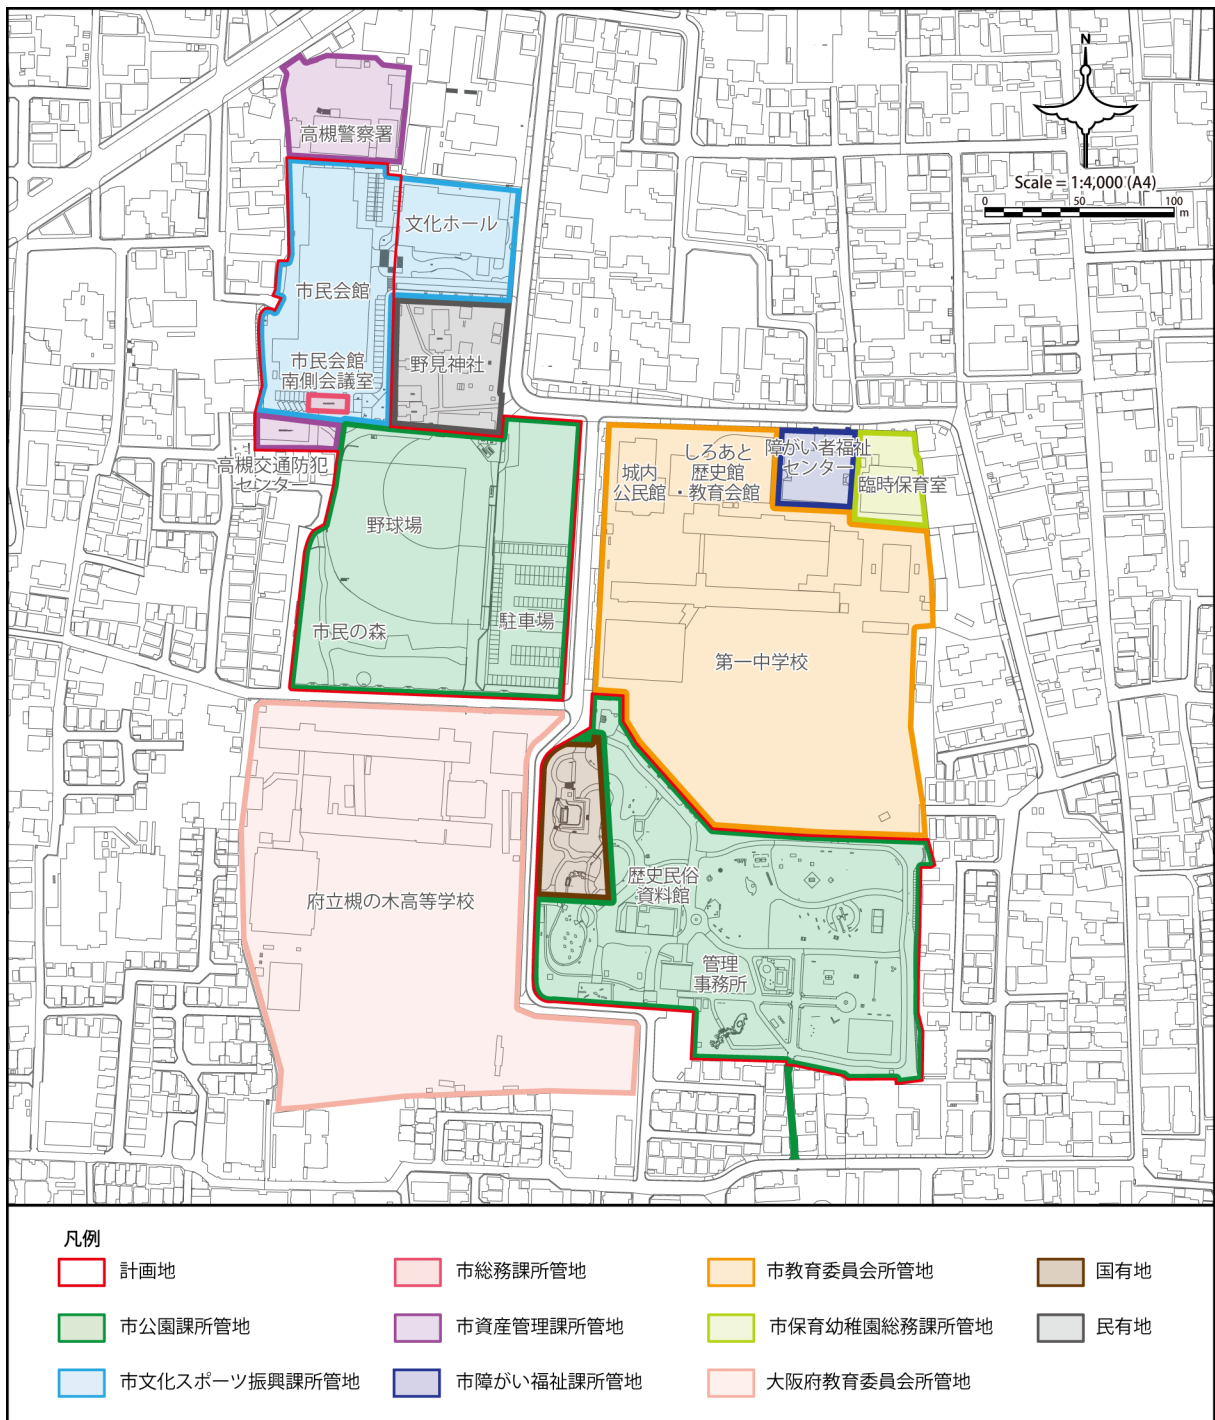 N
Scale = 1:4,000 (A4)
0 50 100
m
高槻警察署
文化ホール
市民会館
市民会館
南側会議室
野見神社
高槻交通防犯
センター
野球場
市民の森
駐車場
城内
公民館
しろあと
歴史館
・教育会館
障がい者福祉
センター
臨時保育室
第一中学校
府立槻の木高等学校
歴史民俗
資料館
管理
事務所
凡例
計画地
市総務課所管地
市教育委員会所管地
国有地
市公園課所管地
市資産管理課所管地
市保育幼稚園総務課所管地
民有地
市文化スポーツ振興課所管地
市障がい福祉課所管地
大阪府教育委員会所管地